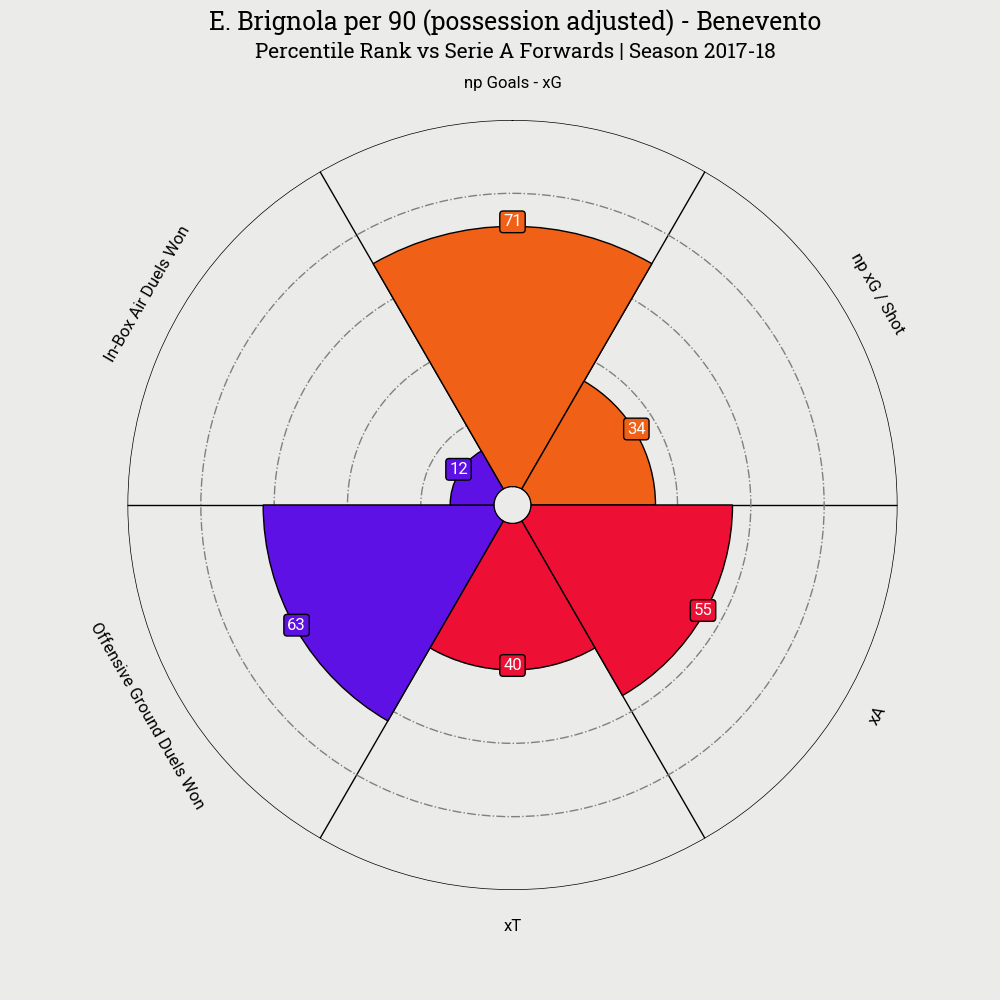 E. Brignola per 90 (possession adjusted) - Benevento
Percentile Rank vs Serie A Forwards | Season 2017-18
np Goals - xG
71
np xG / Shot
34
In-Box Air Duels Won
12
55
xA
63
Offensive Ground Duels Won
40
xT